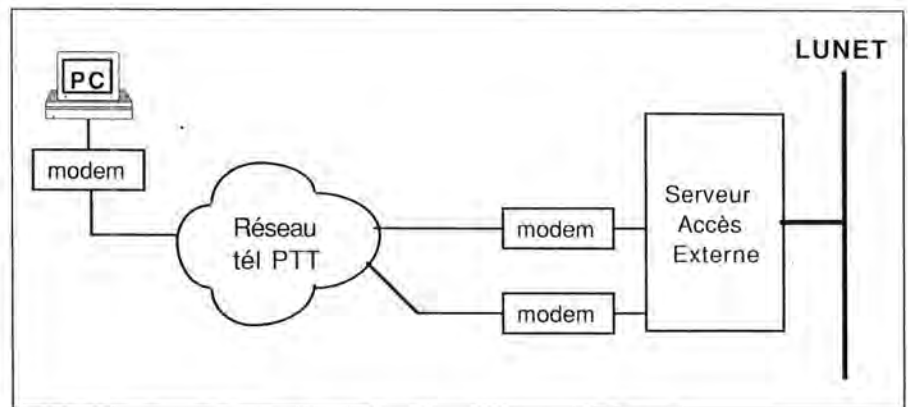 LUNET
PC
modem
Réseau
tél PTT
modem
modem
Serveur
Accès
Externe